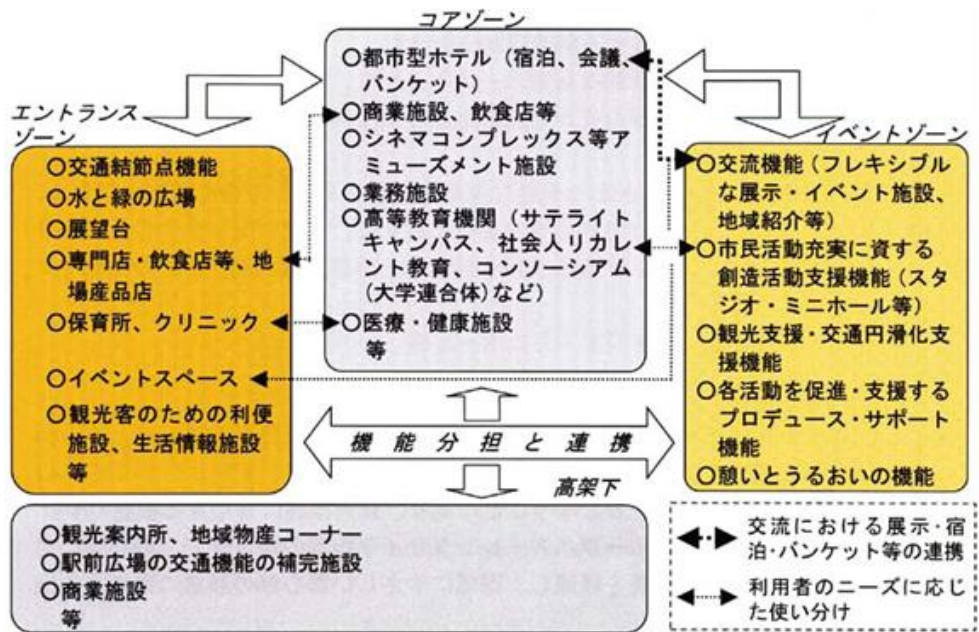 コアゾーン
○都市型ホテル（宿泊、会議、
バンケット）
○商業施設、飲食店等
○シネマコンプレックス等ア
ミューズメント施設
○業務施設
○高等教育機関（サテライト
キャンパス、社会人リカレ
ント教育、コンソーシアム
(大学連合体)など）
○医療・健康施設
等
エントランス
ゾーン
○交通結節点機能
○水と緑の広場
○展望台
○専門店・飲食店等、地
場産品店
○保育所、クリニック
○イベントスペース
○観光客のための利便
施設、生活情報施設
等
イベントゾーン
○交流機能（フレキシブル
な展示・イベント施設、
地域紹介等）
○市民活動充実に資する
創造活動支援機能（スタ
ジオ・ミニホール等）
○観光支援・交通円滑化支
援機能
○各活動を促進・支援する
プロデュース・サポート
機能
○憩いとうるおいの機能
機能分担と連携
高架下
○観光案内所、地域物産コーナー
○駅前広場の交通機能の補完施設
○商業施設
等
交流における展示・宿
泊・バンケット等の連携
利用者のニーズに応じ
た使い分け